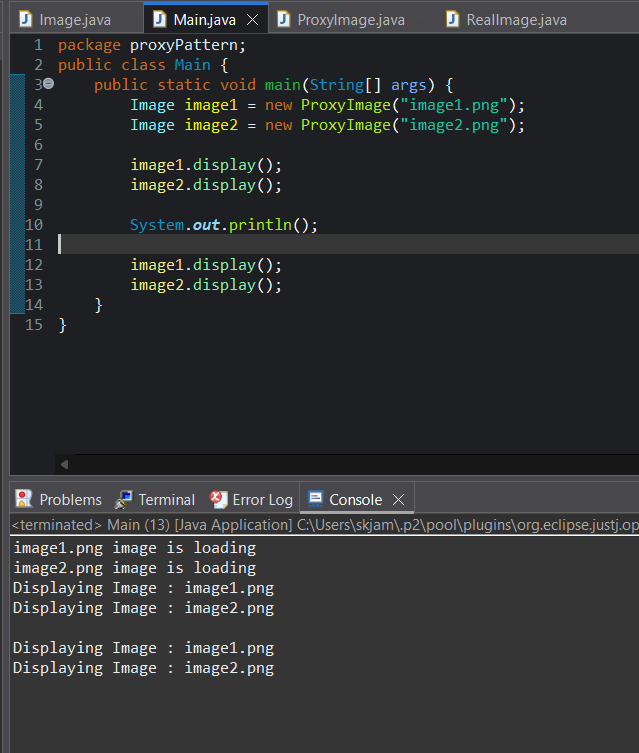 Image.java Main.java ProxyImage.java RealImage.java
1 package proxyPattern;
2 public class Main {
3 public static void main(String[] args) {
4 Image image1 = new ProxyImage("image1.png");
5 Image image2 = new ProxyImage("image2.png");
6
7 image1.display();
8 image2.display();
9
10 System.out.println();
11
12 image1.display();
13 image2.display();
14 }
15 }
Problems Terminal Error Log Console
<terminated> Main (13) [Java Application] C:\Users\skjam\.p2\pool\plugins\org.eclipse.justj.op
image1.png image is loading
image2.png image is loading
Displaying Image : image1.png
Displaying Image : image2.png
Displaying Image : image1.png
Displaying Image : image2.png